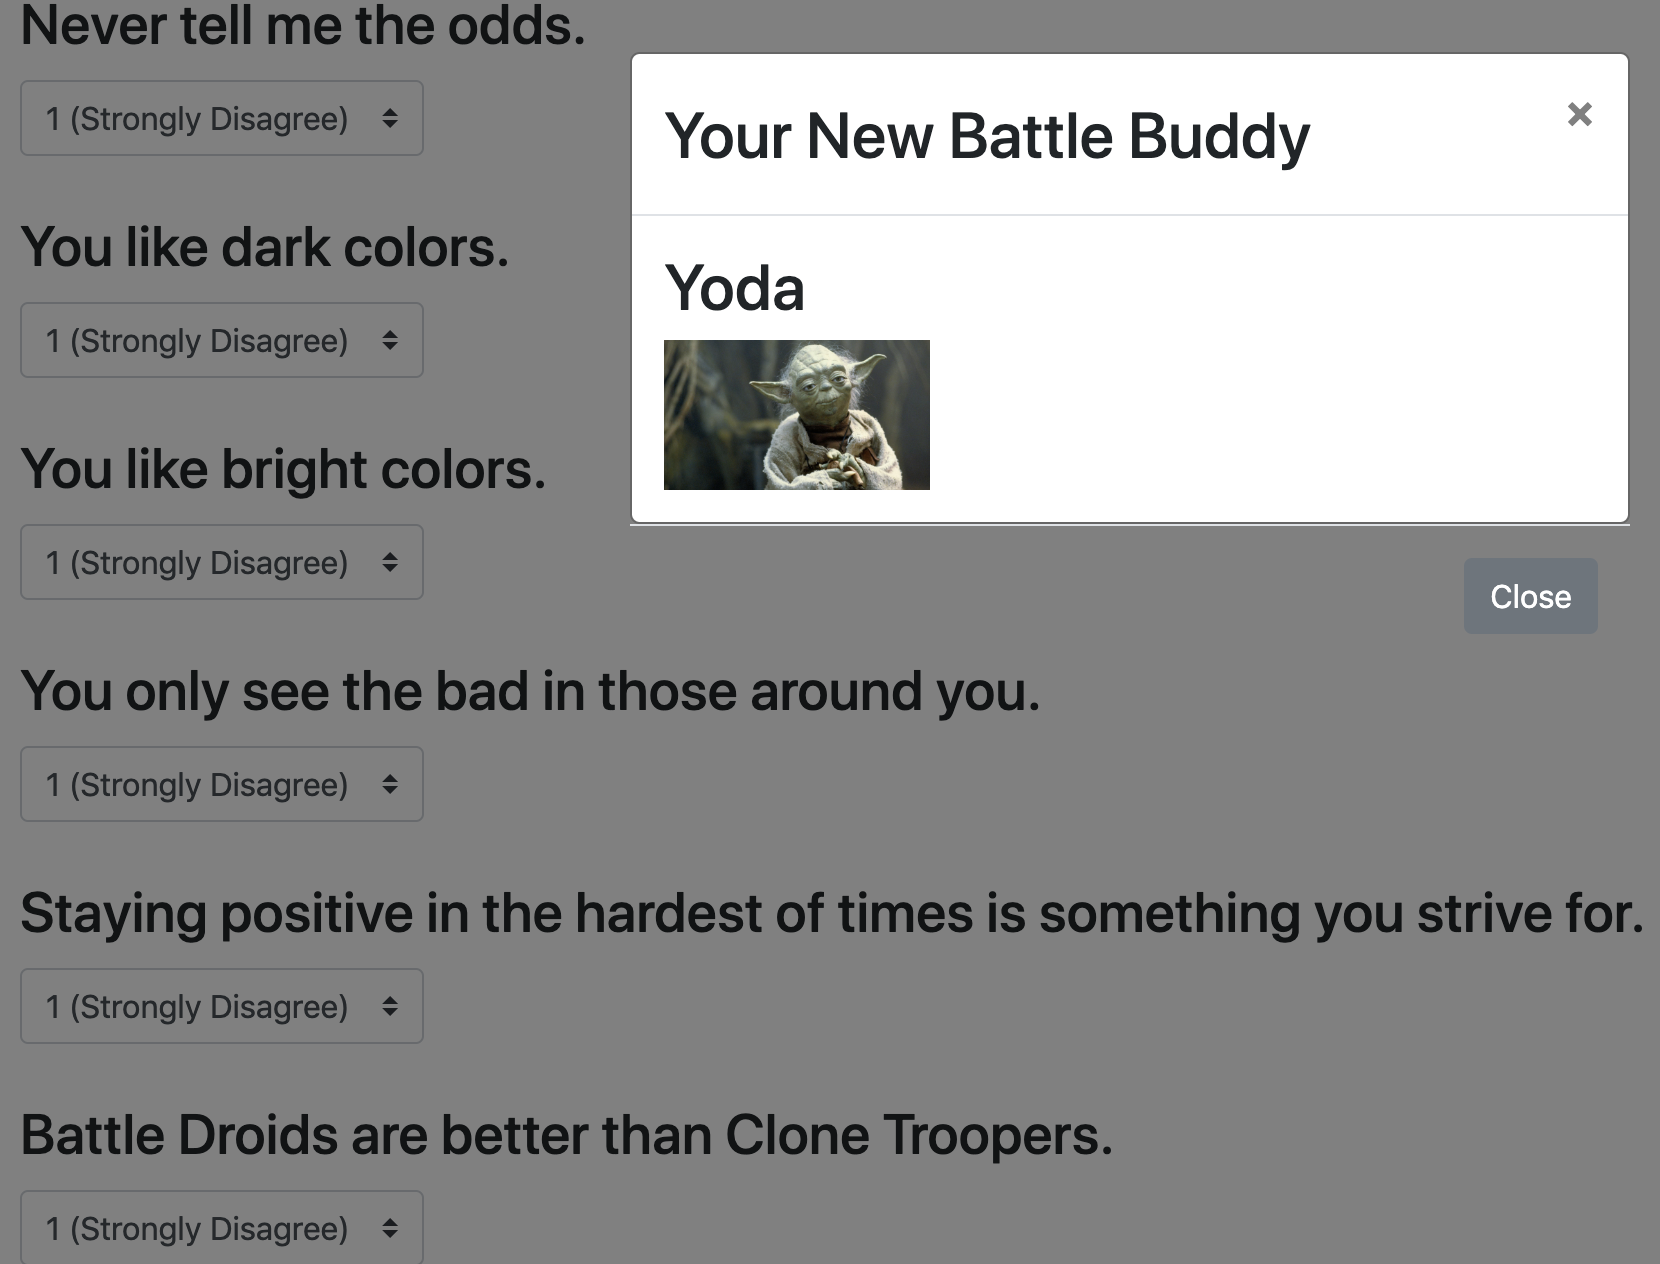 Never tell me the odds.
1 (Strongly Disagree)
You like dark colors.
1 (Strongly Disagree)
You like bright colors.
1 (Strongly Disagree)
You only see the bad in those around you.
1 (Strongly Disagree)
Staying positive in the hardest of times is something you strive for.
1 (Strongly Disagree)
Battle Droids are better than Clone Troopers.
1 (Strongly Disagree)
Your New Battle Buddy
×
Yoda
Close